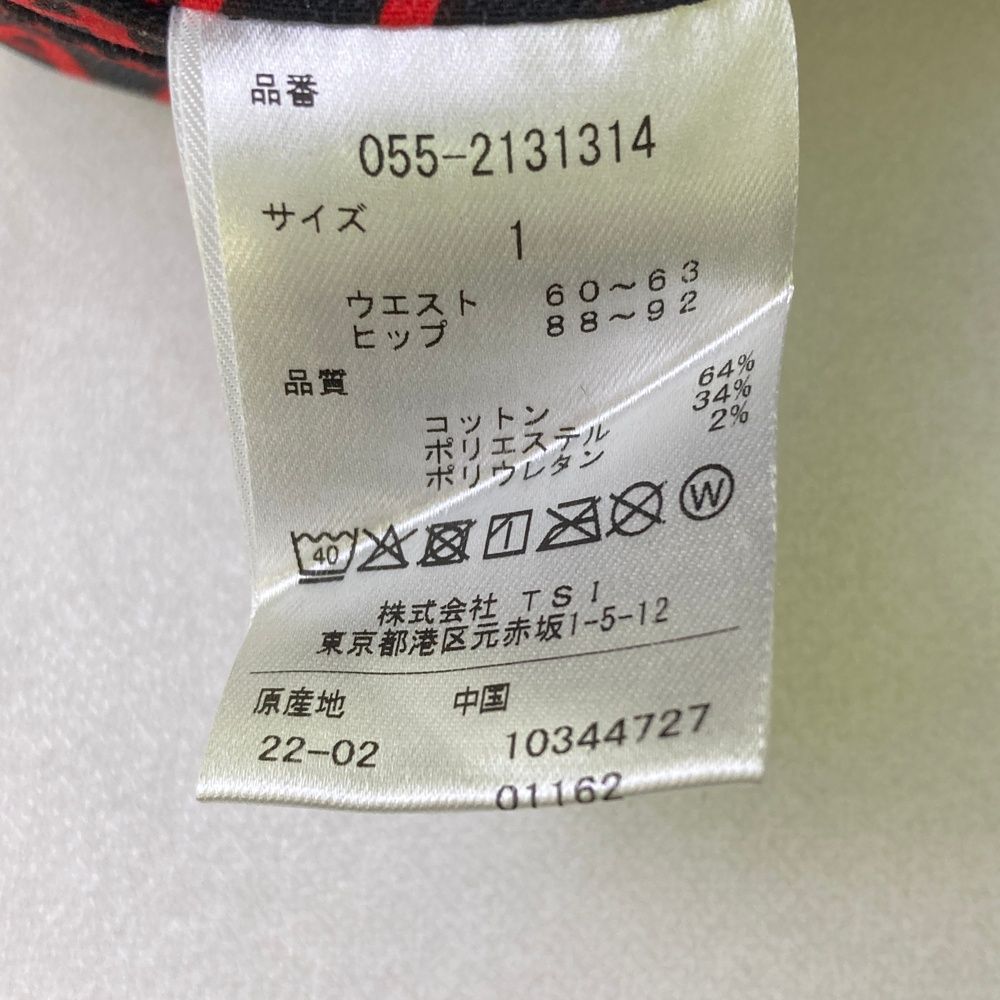 品番
055-2131314
サイズ
1
ウエスト 60～63
ヒップ 88～92
品質
コットン 64%
ポリエステル 34%
ポリウレタン 2%
40 W
株式会社 TSI
東京都港区元赤坂1-5-12
原産地 中国
22-02 10344727
01162